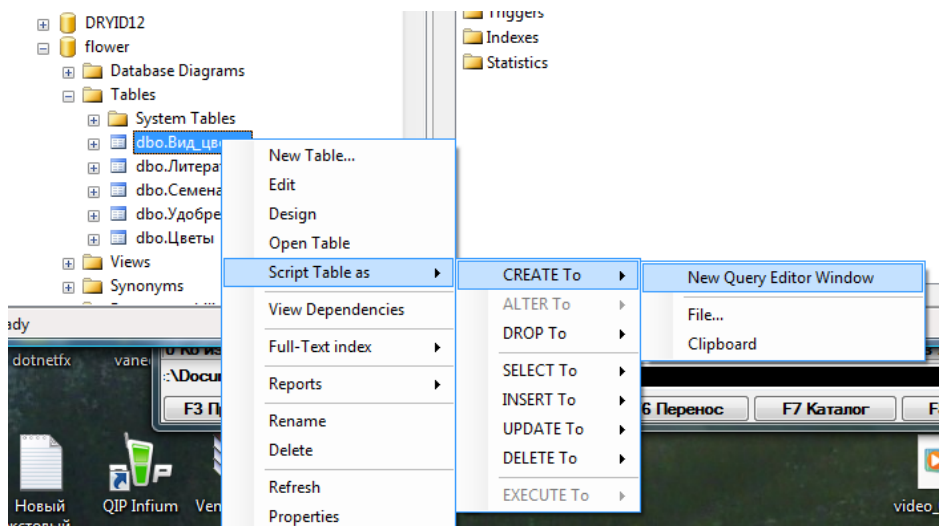 DRYID12
flower
Database Diagrams
Tables
System Tables
dbo.Вид_цв
dbo.Литера
dbo.Семена
dbo.Удобре
dbo.Цветы
Views
Synonyms
Triggers
Indexes
Statistics
New Table...
Edit
Design
Open Table
Script Table as
View Dependencies
Full-Text index
Reports
Rename
Delete
Refresh
Properties
CREATE To
ALTER To
DROP To
SELECT To
INSERT To
UPDATE To
DELETE To
EXECUTE To
New Query Editor Window
File...
Clipboard
ady
dotnetfx
vane
:\Docu
F3 П
6 Перенос
F7 Каталог
F
Новый
QIP Infium
Ven
video_